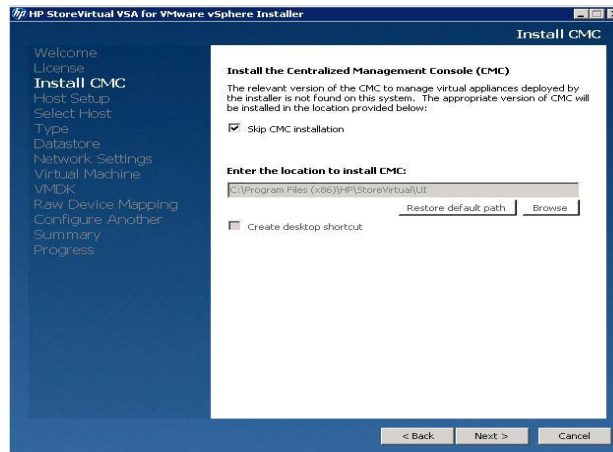 hp HP StoreVirtual VSA for VMware vSphere Installer
Install CMC
Welcome
License
Install CMC
Host Setup
Select Host
Type
Datastore
Network Settings
Virtual Machine
VMDK
Raw Device Mapping
Configure Another
Summary
Progress
Install the Centralized Management Console (CMC)
The relevant version of the CMC to manage virtual appliances deployed by
the installer is not found on this system. The appropriate version of CMC will
be installed in the location provided below:
Skip CMC installation
Enter the location to install CMC:
C:\Program Files (x86)\HP\StoreVirtual\UI
Restore default path Browse
Create desktop shortcut
< Back Next > Cancel